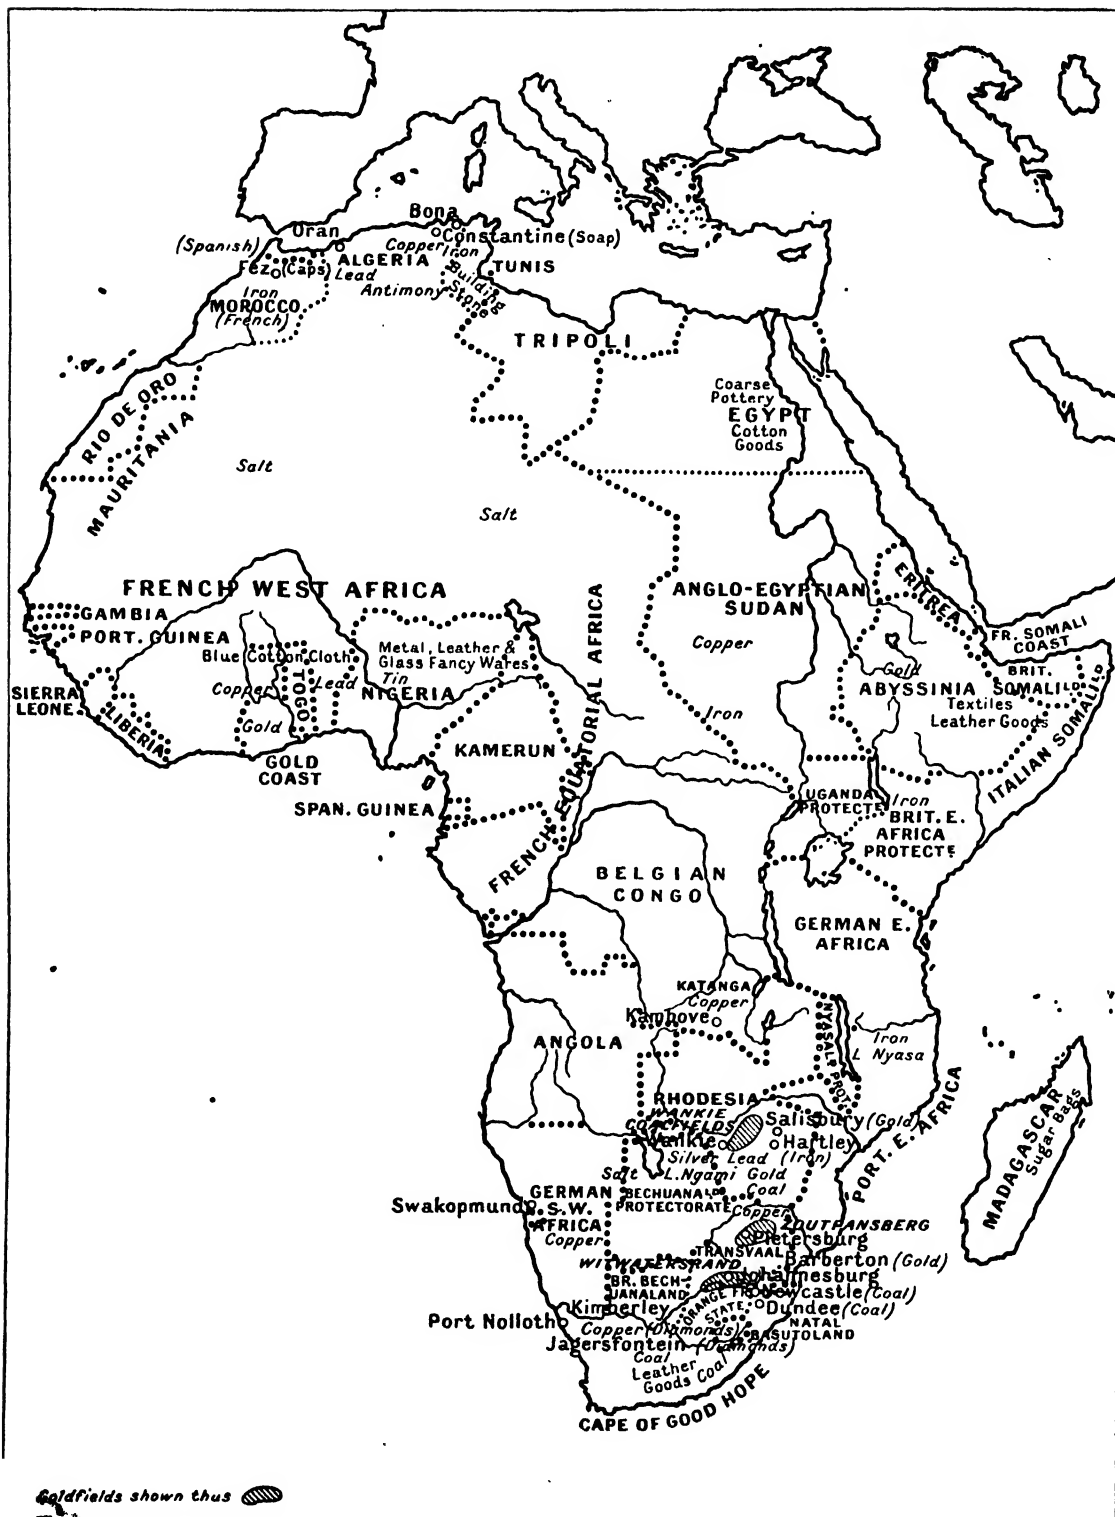 Bona
Oran
Constantine (Soap)
(Spanish)
Copper
Iron
Fez (Caps)
ALGERIA
Lead
TUNIS
Building
Stone
Antimony
Iron
MOROCCO
(French)
TRIPOLI
Coarse
Pottery
EGYPT
Cotton
Goods
RIO DE ORO
MAURITANIA
Salt
Salt
FRENCH WEST AFRICA
ANGLO-EGYPTIAN
SUDAN
ERITREA
GAMBIA
PORT. GUINEA
FR. SOMALI
COAST
Blue Cotton Cloth
Metal, Leather &
Glass Fancy Wares
Tin
NIGERIA
Copper
Gold
BRIT.
SOMALILD
ABYSSINIA
Textiles
Leather Goods
SIERRA
LEONE
LIBERIA
Copper
TOGO
Lead
Gold
Iron
ITALIAN SOMALILD
GOLD
COAST
KAMERUN
FRENCH EQUATORIAL AFRICA
SPAN. GUINEA
UGANDA
PROTECTE
Iron
BRIT. E.
AFRICA
PROTECTE
BELGIAN
CONGO
GERMAN E.
AFRICA
KATANGA
Copper
Kambove
NYASALD PROT.
Iron
L Nyasa
ANGOLA
RHODESIA
WANKIE
COALFIELDS
Salisbury (Gold)
Wankie
Hartley
(Iron)
Silver Lead
Salt
L. Ngami
Gold
Coal
PORT. E. AFRICA
MADAGASCAR
Sugar Bags
GERMAN
S.W.
AFRICA
Copper
Swakopmund
BECHUANALD
PROTECTORATE
Copper
ZOUTPANSBERG
Pietersburg
TRANSVAAL
Barberton (Gold)
WITWATERSRAND
Johannesburg
BR. BECH-
UANALAND
ORANGE FR.
STATE
Newcastle (Coal)
Kimberley
Dundee (Coal)
Port Nolloth
NATAL
Copper (Diamonds)
BASUTOLAND
Jagersfontein (Diamonds)
Coal
Leather
Goods
Coal
CAPE OF GOOD HOPE
Goldfields shown thus